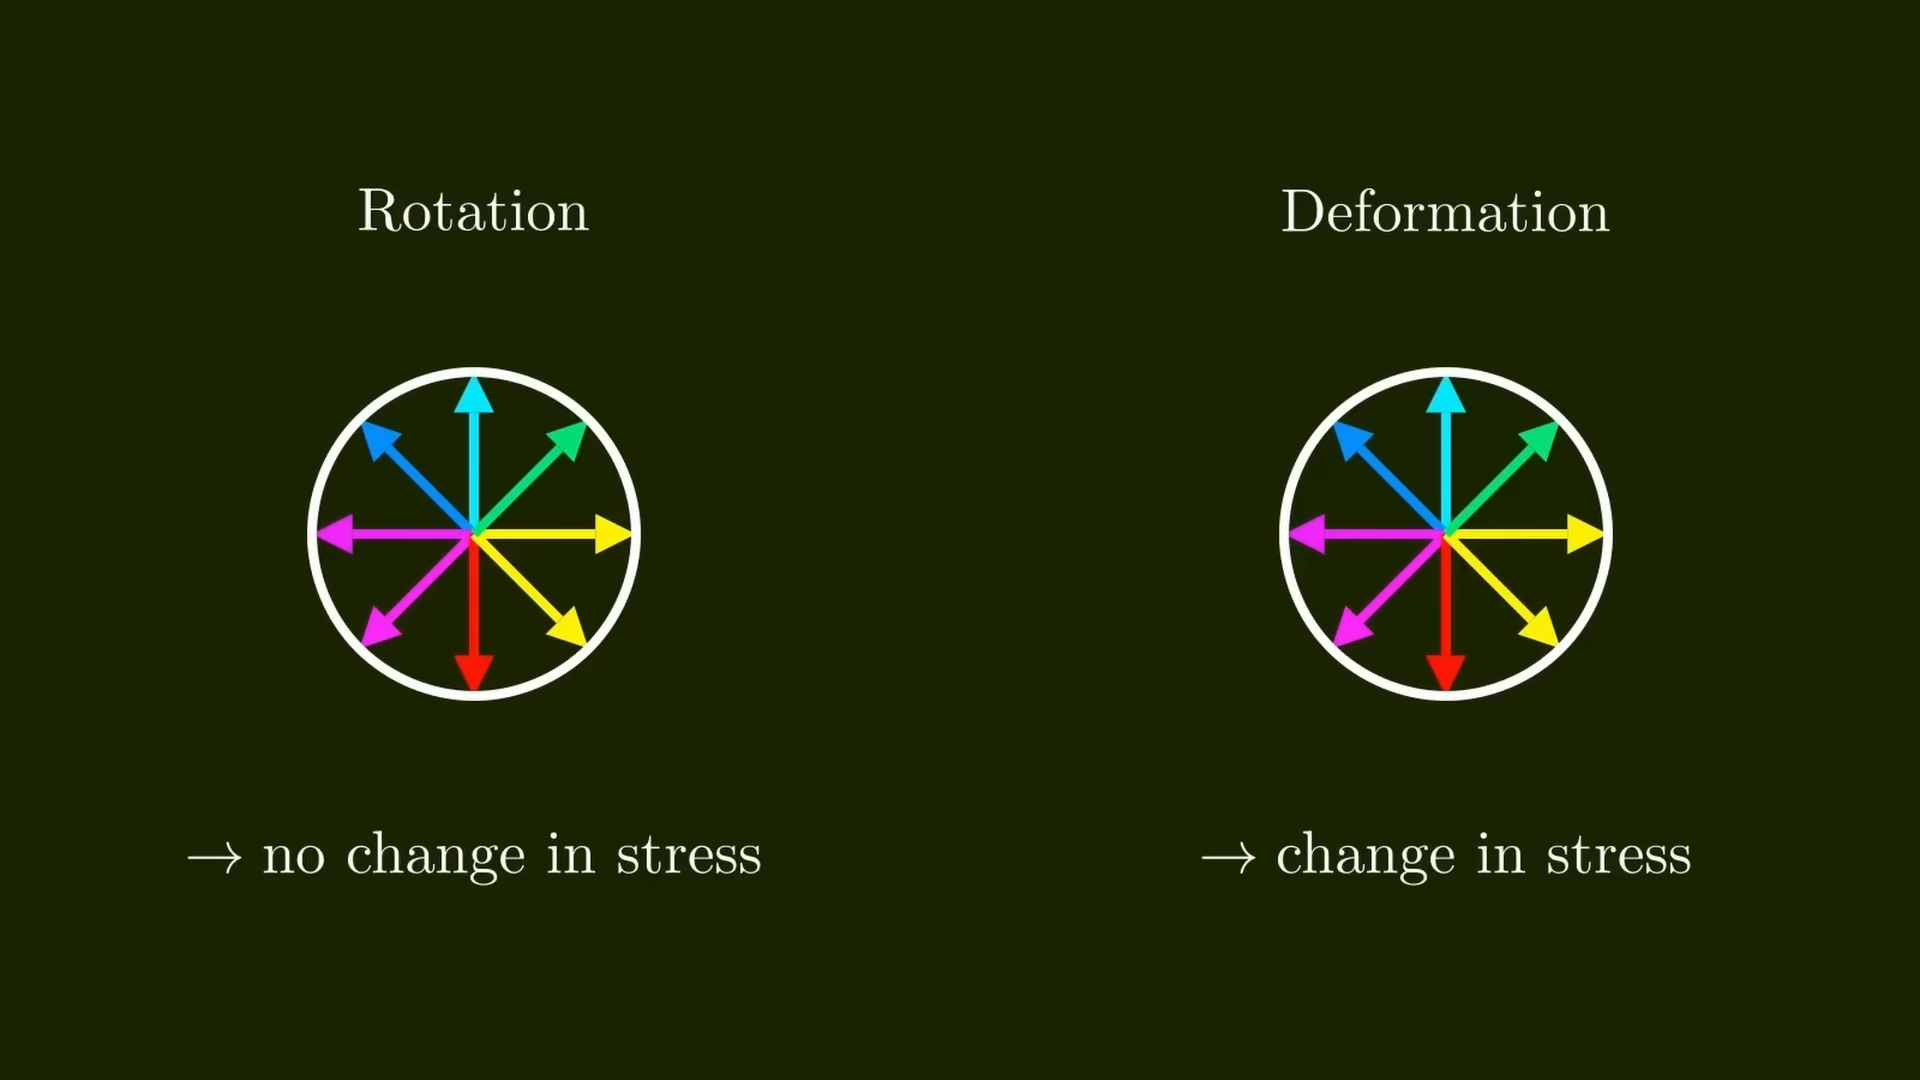 Rotation
Deformation
→ no change in stress
→ change in stress